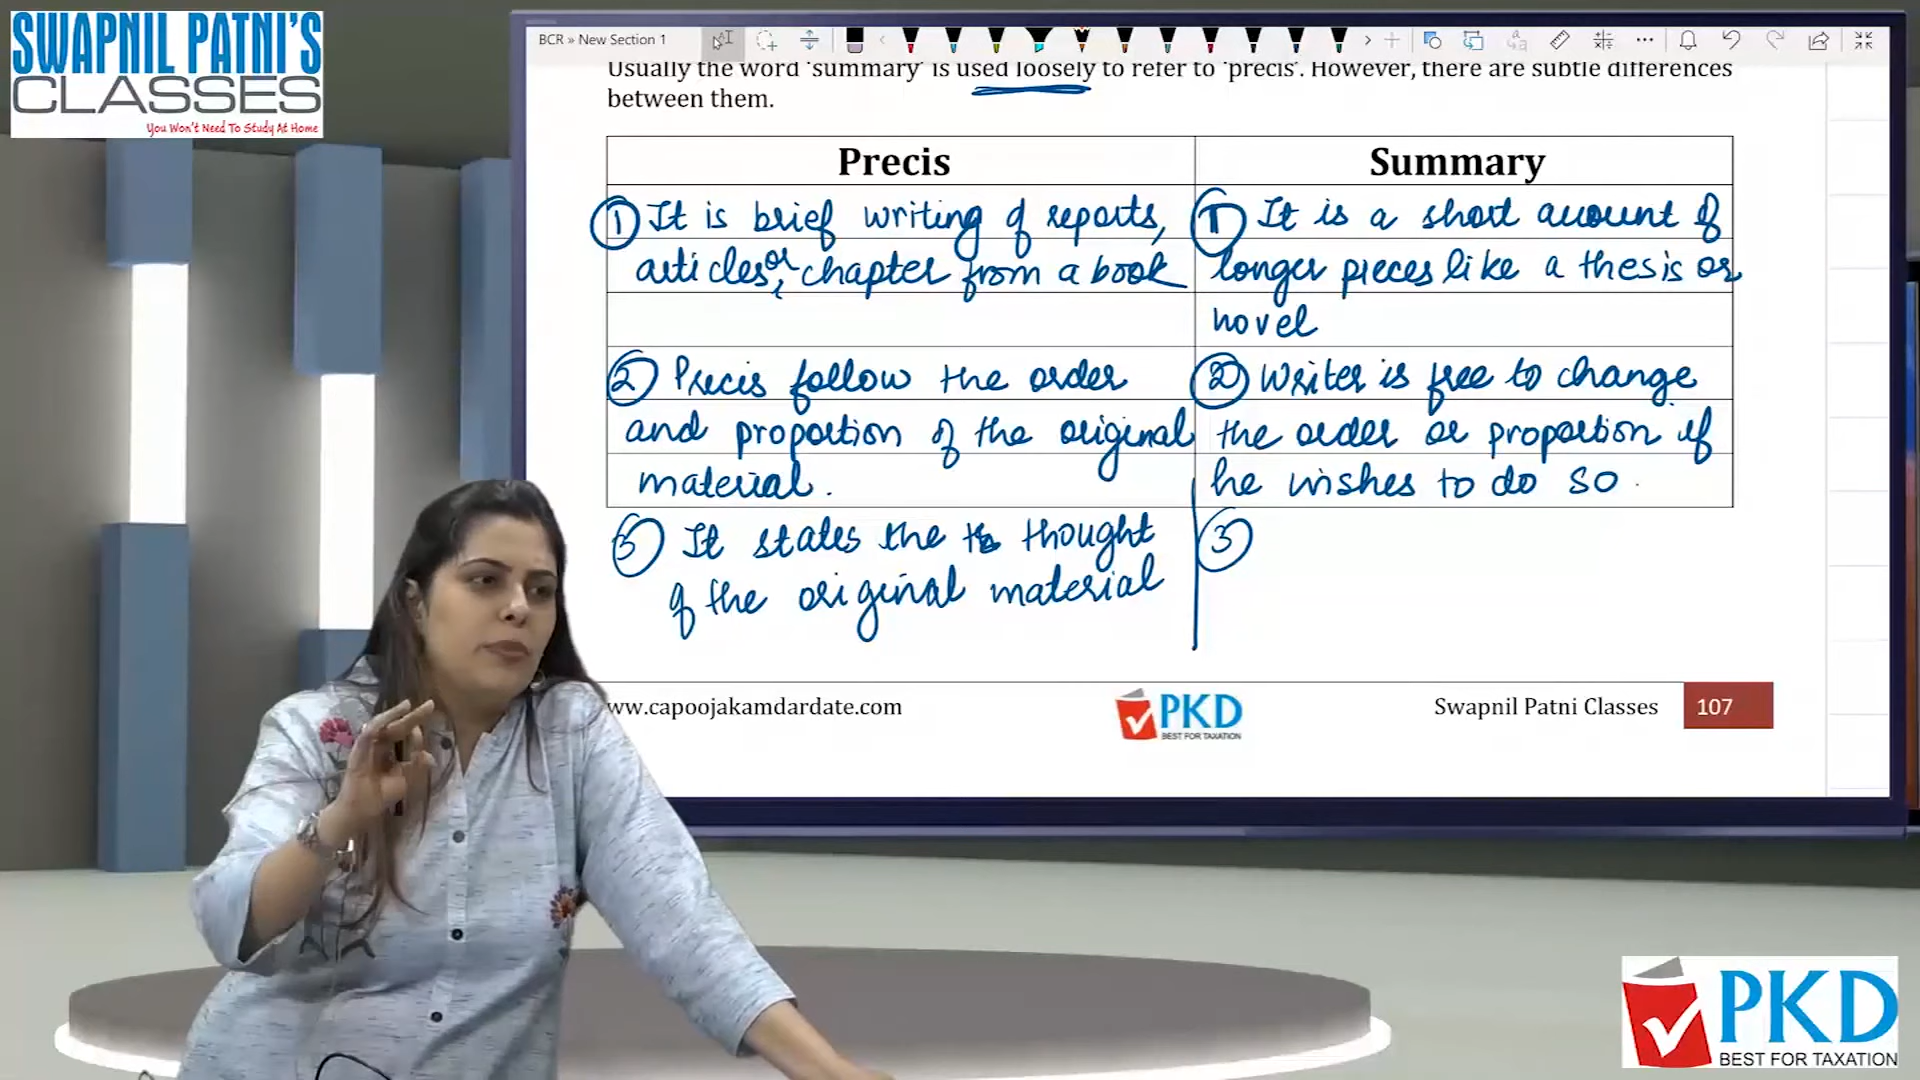 SWAPNIL PATNI'S
CLASSES
You Won't Need To Study At Home
BCR » New Section 1
Usually the word 'summary' is used loosely to refer to 'precis'. However, there are subtle differences
between them.
Precis
Summary
① It is brief writing of reports,
articles, or chapter from a book
② Precis follow the order
and proportion of the original
material.
③ It states the thought
of the original material
① It is a short account of
longer pieces like a thesis or
novel
② Writer is free to change
the order or proportion if
he wishes to do so.
③
www.capoojakamdardate.com
PKD
BEST FOR TAXATION
Swapnil Patni Classes
107
PKD
BEST FOR TAXATION